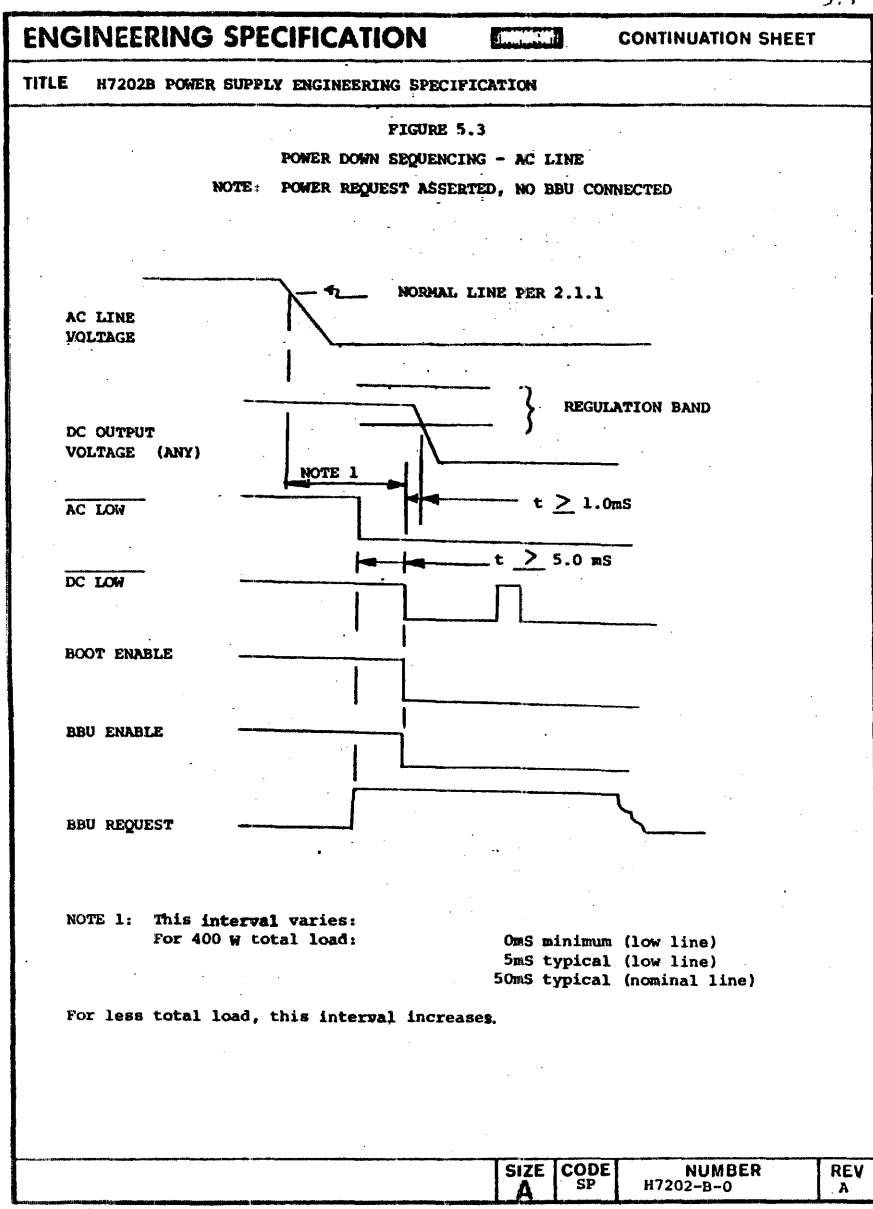 ENGINEERING SPECIFICATION CONTINUATION SHEET
TITLE H7202B POWER SUPPLY ENGINEERING SPECIFICATION
FIGURE 5.3
POWER DOWN SEQUENCING - AC LINE
NOTE: POWER REQUEST ASSERTED, NO BBU CONNECTED
NORMAL LINE PER 2.1.1
AC LINE
VOLTAGE
REGULATION BAND
DC OUTPUT
VOLTAGE (ANY)
NOTE 1
t ≥ 1.0mS
AC LOW
t ≥ 5.0 mS
DC LOW
BOOT ENABLE
BBU ENABLE
BBU REQUEST
NOTE 1: This interval varies:
For 400 W total load: 0mS minimum (low line)
5mS typical (low line)
50mS typical (nominal line)
For less total load, this interval increases.
SIZE CODE NUMBER REV
A SP H7202-B-0 A